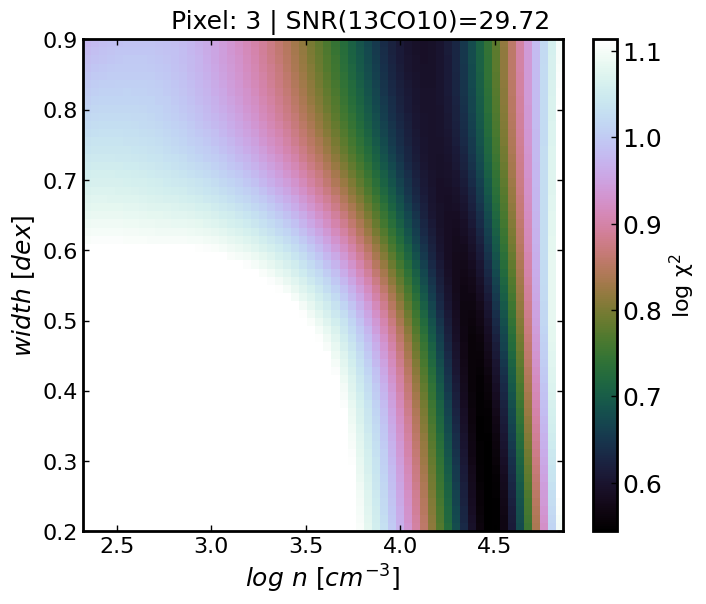 Pixel: 3 | SNR(13CO10)=29.72
0.9
0.8
0.7
0.6
0.5
0.4
0.3
0.2
width [dex]
2.5 3.0 3.5 4.0 4.5
log n [cm⁻³]
1.1
1.0
0.9
0.8
0.7
0.6
log χ²